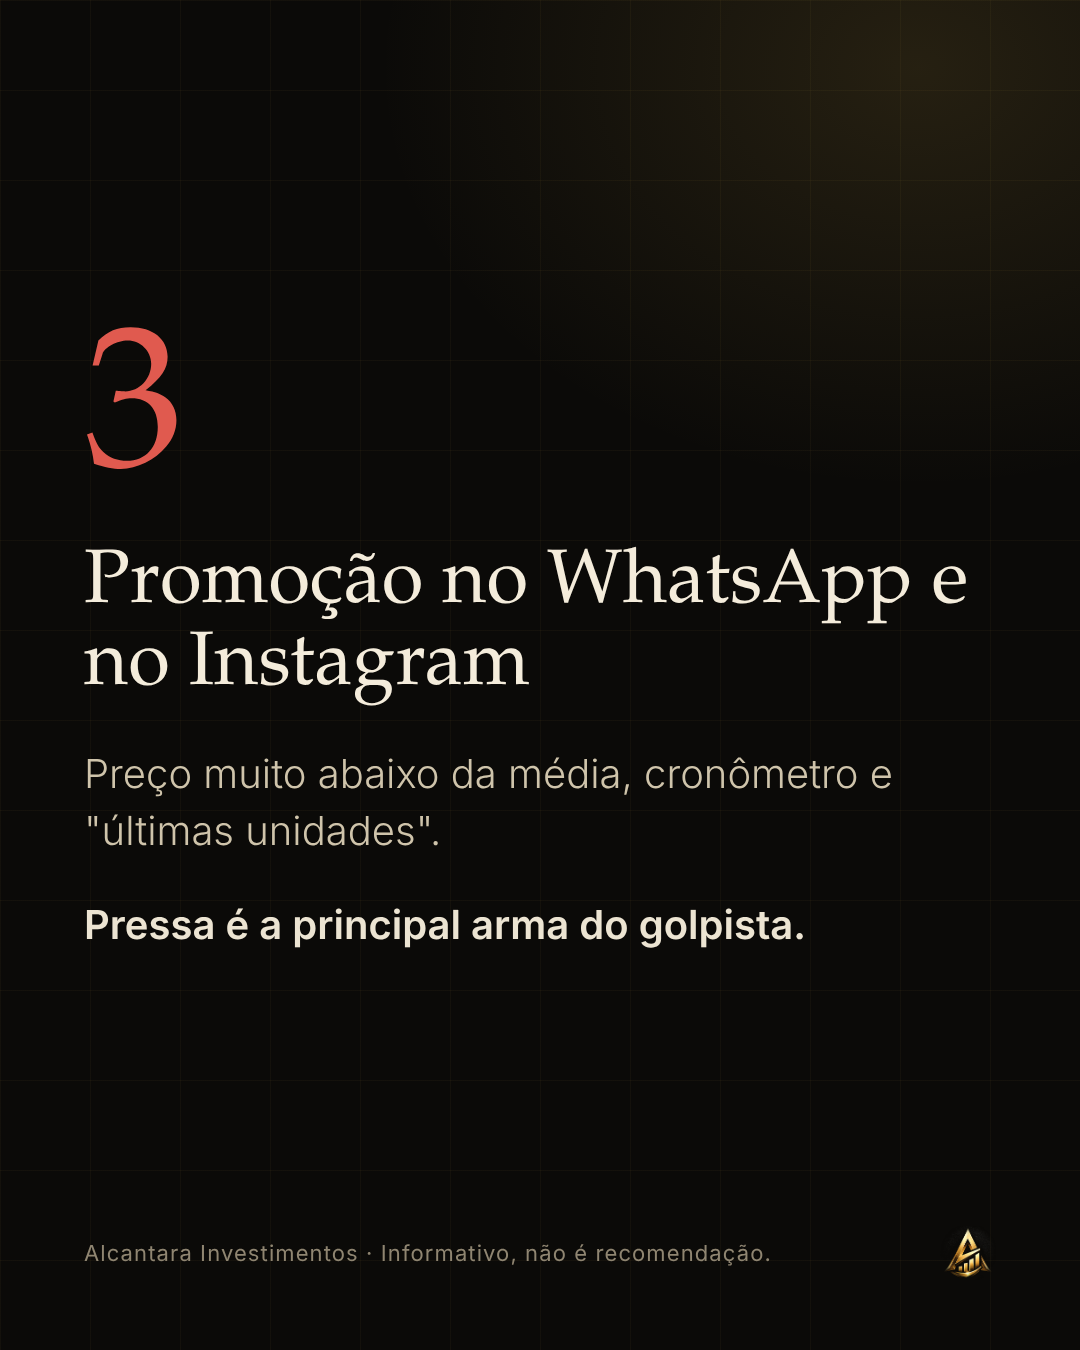 3
Promoção no WhatsApp e
no Instagram
Preço muito abaixo da média, cronômetro e
"últimas unidades".
Pressa é a principal arma do golpista.
Alcantara Investimentos · Informativo, não é recomendação.